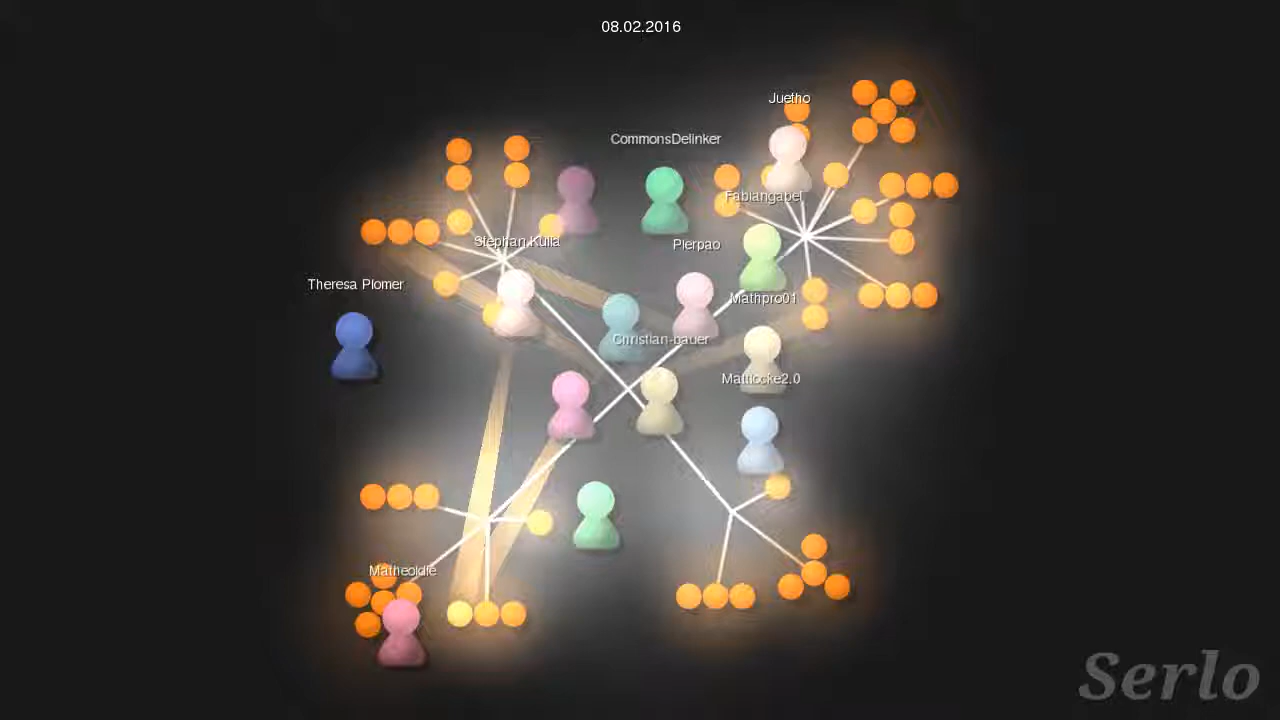 08.02.2016
Juetho
CommonsDelinker
Fabiangabel
Stephan Kulla
Pierpao
Theresa Plomer
Mathpro01
Christian-bauer
Matheoldie
Serlo